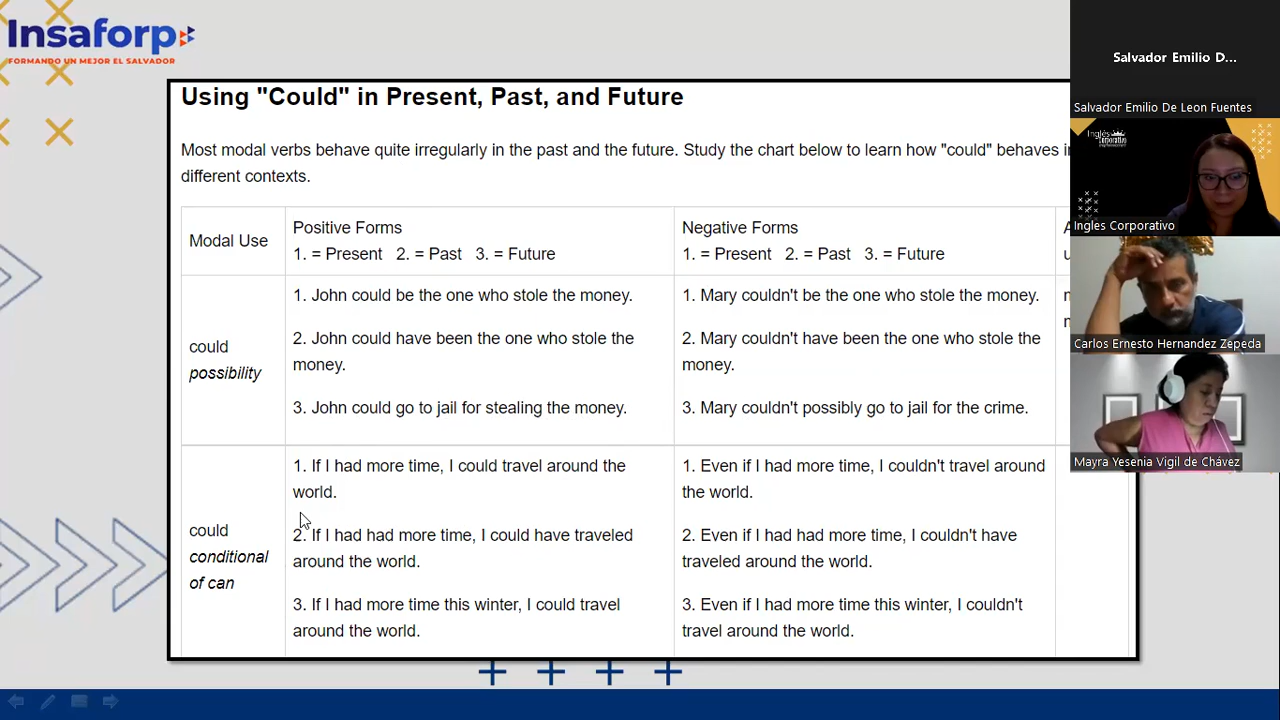 Insaforp
FORMANDO UN MEJOR EL SALVADOR
Using "Could" in Present, Past, and Future
Most modal verbs behave quite irregularly in the past and the future. Study the chart below to learn how "could" behaves in
different contexts.
Modal Use
Positive Forms
1. = Present 2. = Past 3. = Future
Negative Forms
1. = Present 2. = Past 3. = Future
could
possibility
1. John could be the one who stole the money.
2. John could have been the one who stole the
money.
3. John could go to jail for stealing the money.
1. Mary couldn't be the one who stole the money.
2. Mary couldn't have been the one who stole the
money.
3. Mary couldn't possibly go to jail for the crime.
could
conditional
of can
1. If I had more time, I could travel around the
world.
2. If I had had more time, I could have traveled
around the world.
3. If I had more time this winter, I could travel
around the world.
1. Even if I had more time, I couldn't travel around
the world.
2. Even if I had had more time, I couldn't have
traveled around the world.
3. Even if I had more time this winter, I couldn't
travel around the world.
Salvador Emilio D...
Salvador Emilio De Leon Fuentes
Inglés
Corporativo
Ingles Corporativo
Carlos Ernesto Hernandez Zepeda
Mayra Yesenia Vigil de Chávez